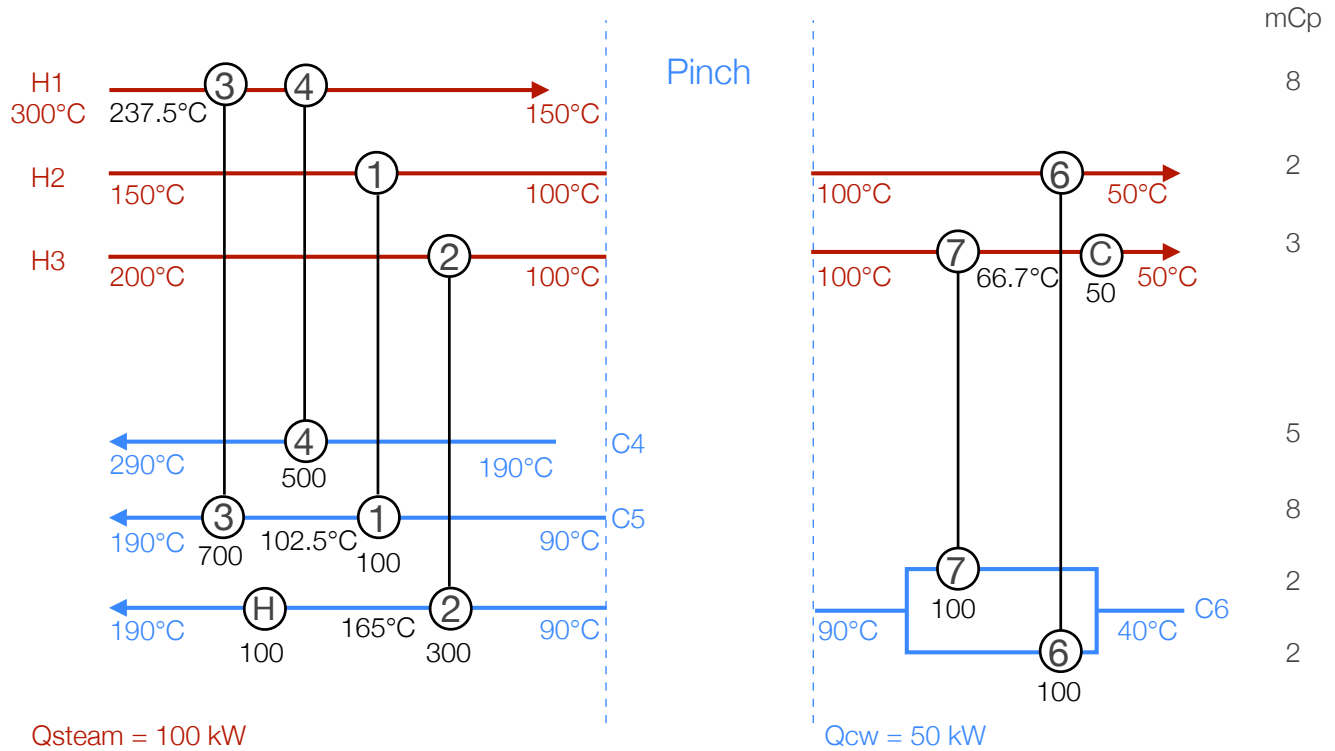 mCp
Pinch
H1
3
4
8
300°C
237.5°C
150°C
H2
1
6
2
150°C
100°C
100°C
50°C
H3
2
7
C
3
200°C
100°C
100°C
66.7°C
50
50°C
4
C4
5
290°C
500
190°C
3
1
C5
8
190°C
700
102.5°C
100
90°C
7
2
100
H
2
C6
190°C
100
165°C
300
90°C
90°C
40°C
6
2
100
Qsteam = 100 kW
Qcw = 50 kW